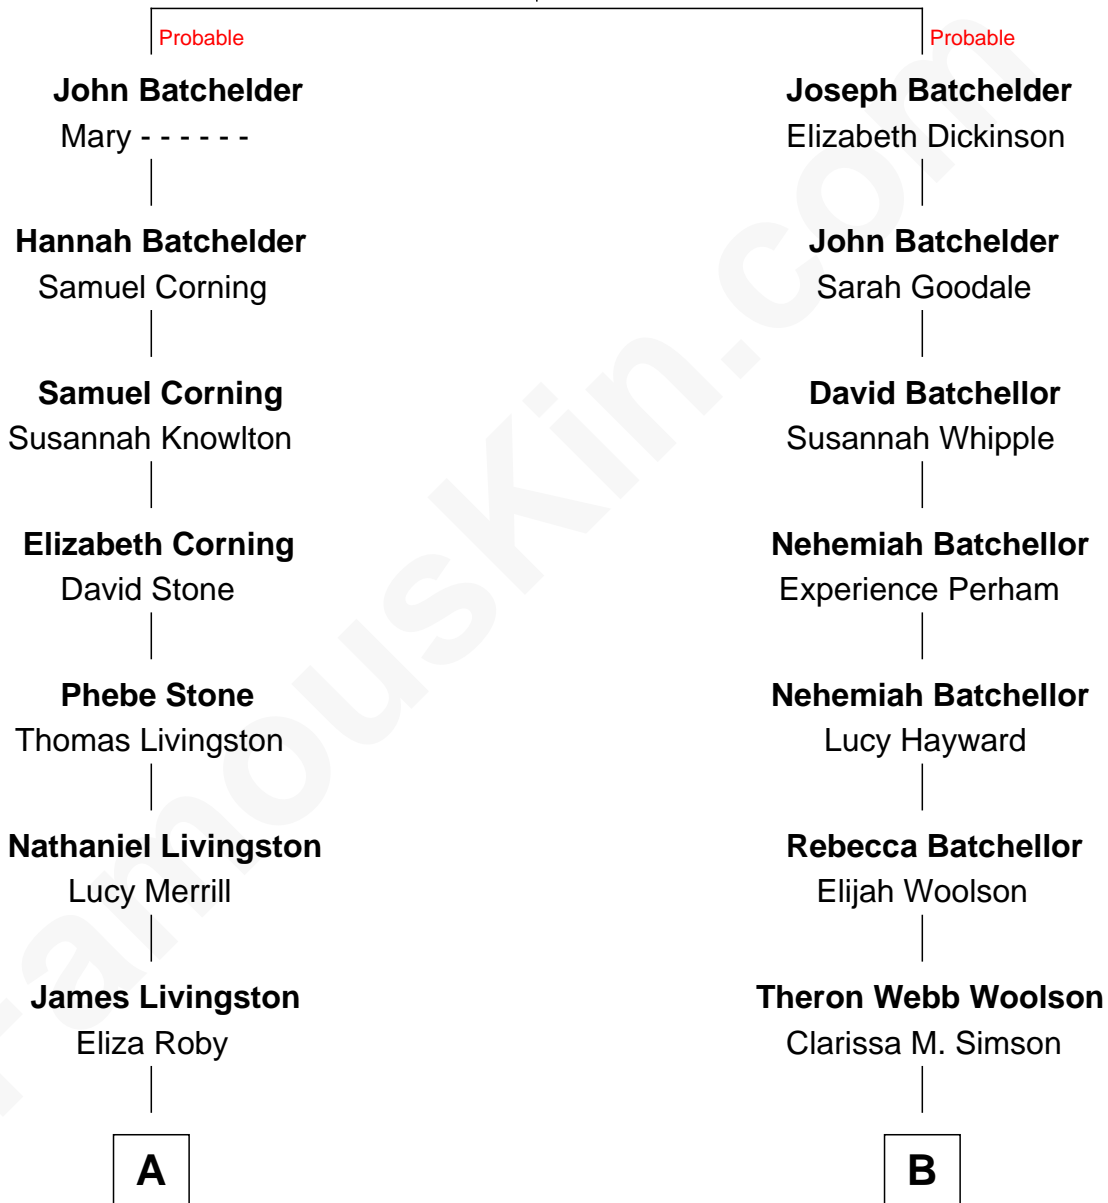 Probable
John Batchelder
Mary - - - - - -
Hannah Batchelder
Samuel Corning
Samuel Corning
Susannah Knowlton
Elizabeth Corning
David Stone
Phebe Stone
Thomas Livingston
Nathaniel Livingston
Lucy Merrill
James Livingston
Eliza Roby
A
Probable
Joseph Batchelder
Elizabeth Dickinson
John Batchelder
Sarah Goodale
David Batchellor
Susannah Whipple
Nehemiah Batchellor
Experience Perham
Nehemiah Batchellor
Lucy Hayward
Rebecca Batchellor
Elijah Woolson
Theron Webb Woolson
Clarissa M. Simson
B
FamousKin.com